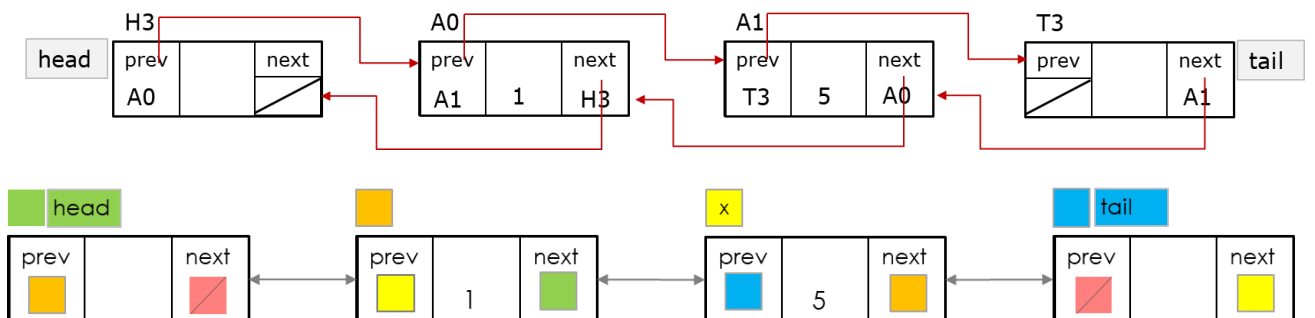 H3 A0 A1 T3
head prev next prev next prev next prev next tail
A0 A1 1 H3 T3 5 A0 A1
head x tail
prev next prev next prev next prev next
1 5